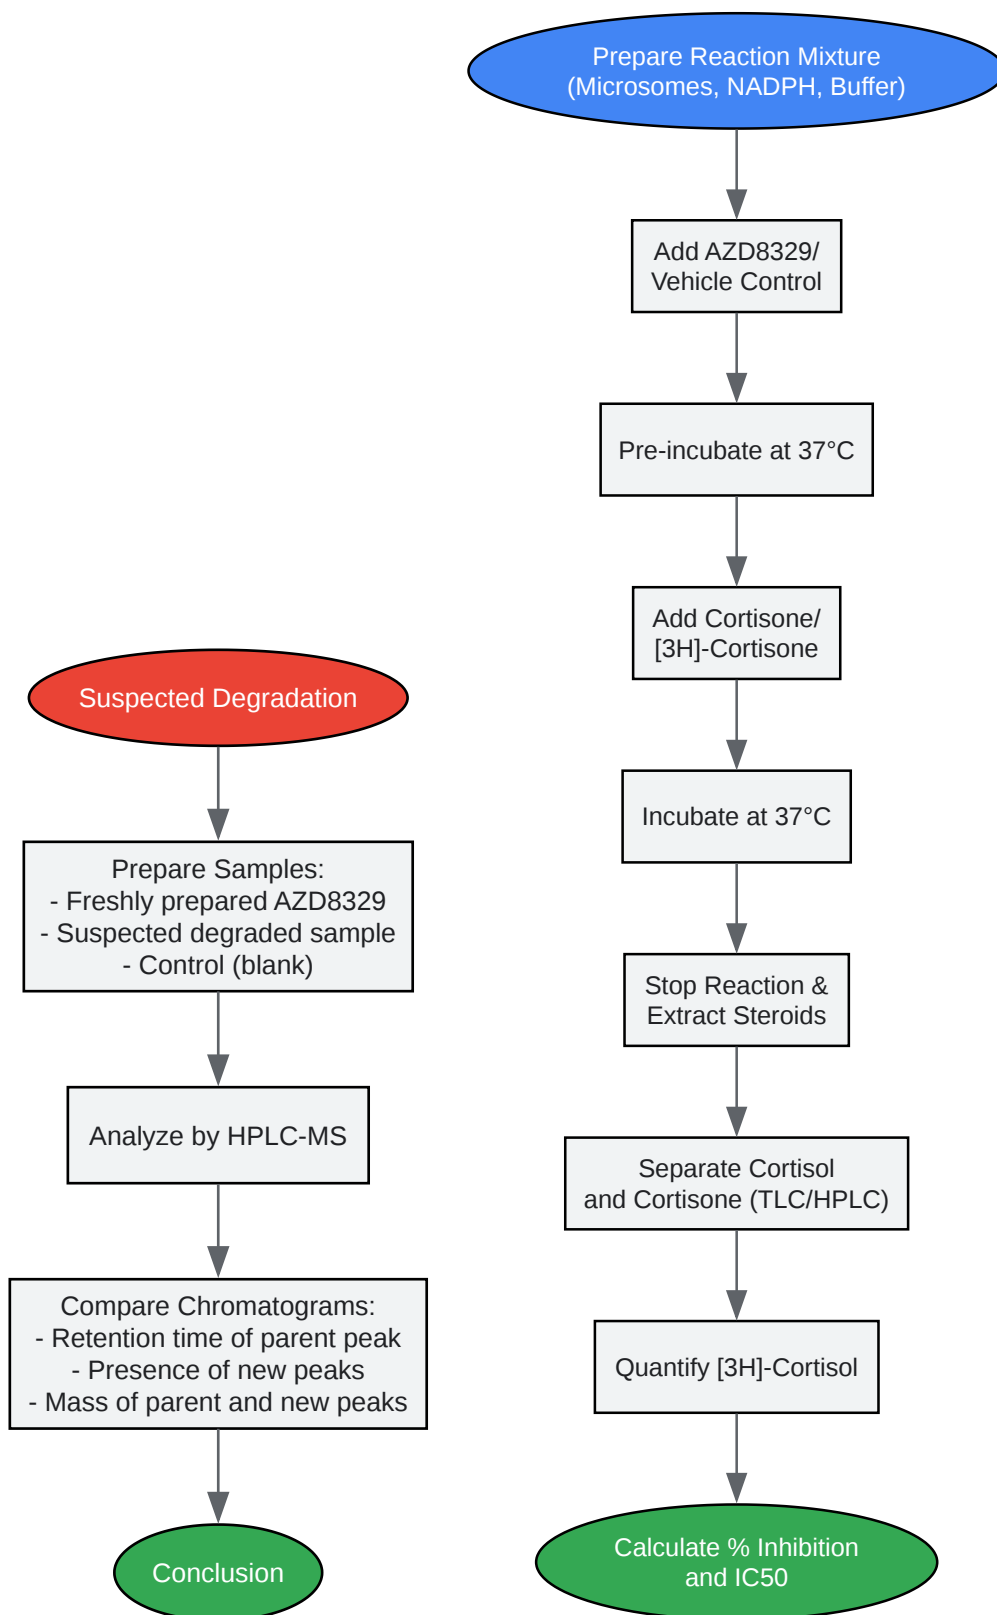 Prepare Reaction Mixture
(Microsomes, NADPH, Buffer)
Add AZD8329/
Vehicle Control
Pre-incubate at 37°C
Add Cortisone/
[3H]-Cortisone
Incubate at 37°C
Stop Reaction &
Extract Steroids
Separate Cortisol
and Cortisone (TLC/HPLC)
Quantify [3H]-Cortisol
Calculate % Inhibition
and IC50
Suspected Degradation
Prepare Samples:
- Freshly prepared AZD8329
- Suspected degraded sample
- Control (blank)
Analyze by HPLC-MS
Compare Chromatograms:
- Retention time of parent peak
- Presence of new peaks
- Mass of parent and new peaks
Conclusion